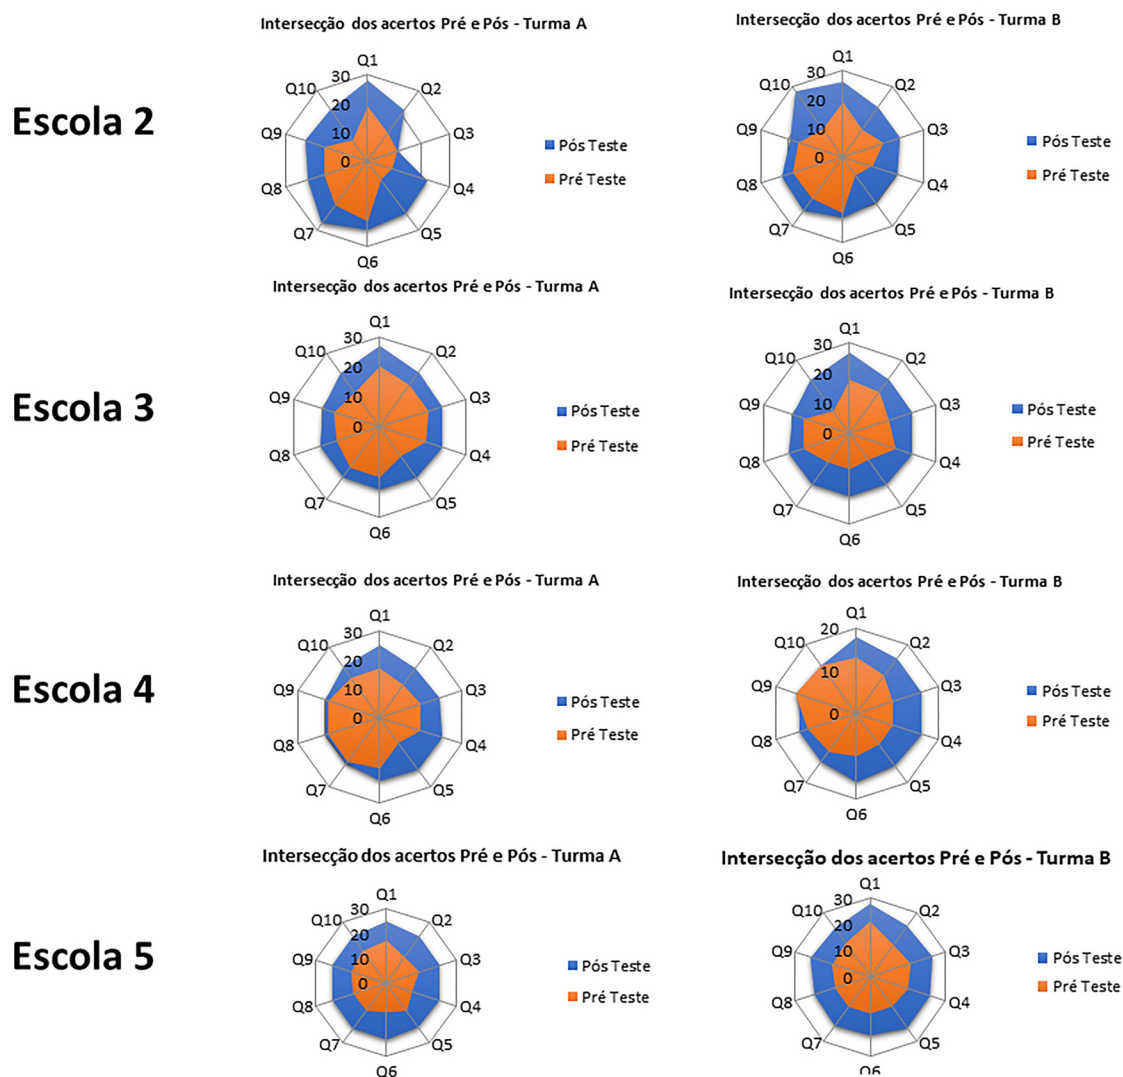 Escola 2
Intersecção dos acertos Pré e Pós - Turma A
Q1
Q2
Q3
Q4
Q5
Q6
Q7
Q8
Q9
Q10
30
20
10
0
Pós Teste
Pré Teste
Intersecção dos acertos Pré e Pós - Turma B
Q1
Q2
Q3
Q4
Q5
Q6
Q7
Q8
Q9
Q10
30
20
10
0
Pós Teste
Pré Teste
Escola 3
Intersecção dos acertos Pré e Pós - Turma A
Q1
Q2
Q3
Q4
Q5
Q6
Q7
Q8
Q9
Q10
30
20
10
0
Pós Teste
Pré Teste
Intersecção dos acertos Pré e Pós - Turma B
Q1
Q2
Q3
Q4
Q5
Q6
Q7
Q8
Q9
Q10
30
20
10
0
Pós Teste
Pré Teste
Escola 4
Intersecção dos acertos Pré e Pós - Turma A
Q1
Q2
Q3
Q4
Q5
Q6
Q7
Q8
Q9
Q10
30
20
10
0
Pós Teste
Pré Teste
Intersecção dos acertos Pré e Pós - Turma B
Q1
Q2
Q3
Q4
Q5
Q6
Q7
Q8
Q9
Q10
20
10
0
Pós Teste
Pré Teste
Escola 5
Intersecção dos acertos Pré e Pós - Turma A
Q1
Q2
Q3
Q4
Q5
Q6
Q7
Q8
Q9
Q10
30
20
10
0
Pós Teste
Pré Teste
Intersecção dos acertos Pré e Pós - Turma B
Q1
Q2
Q3
Q4
Q5
Q6
Q7
Q8
Q9
Q10
30
20
10
0
Pós Teste
Pré Teste